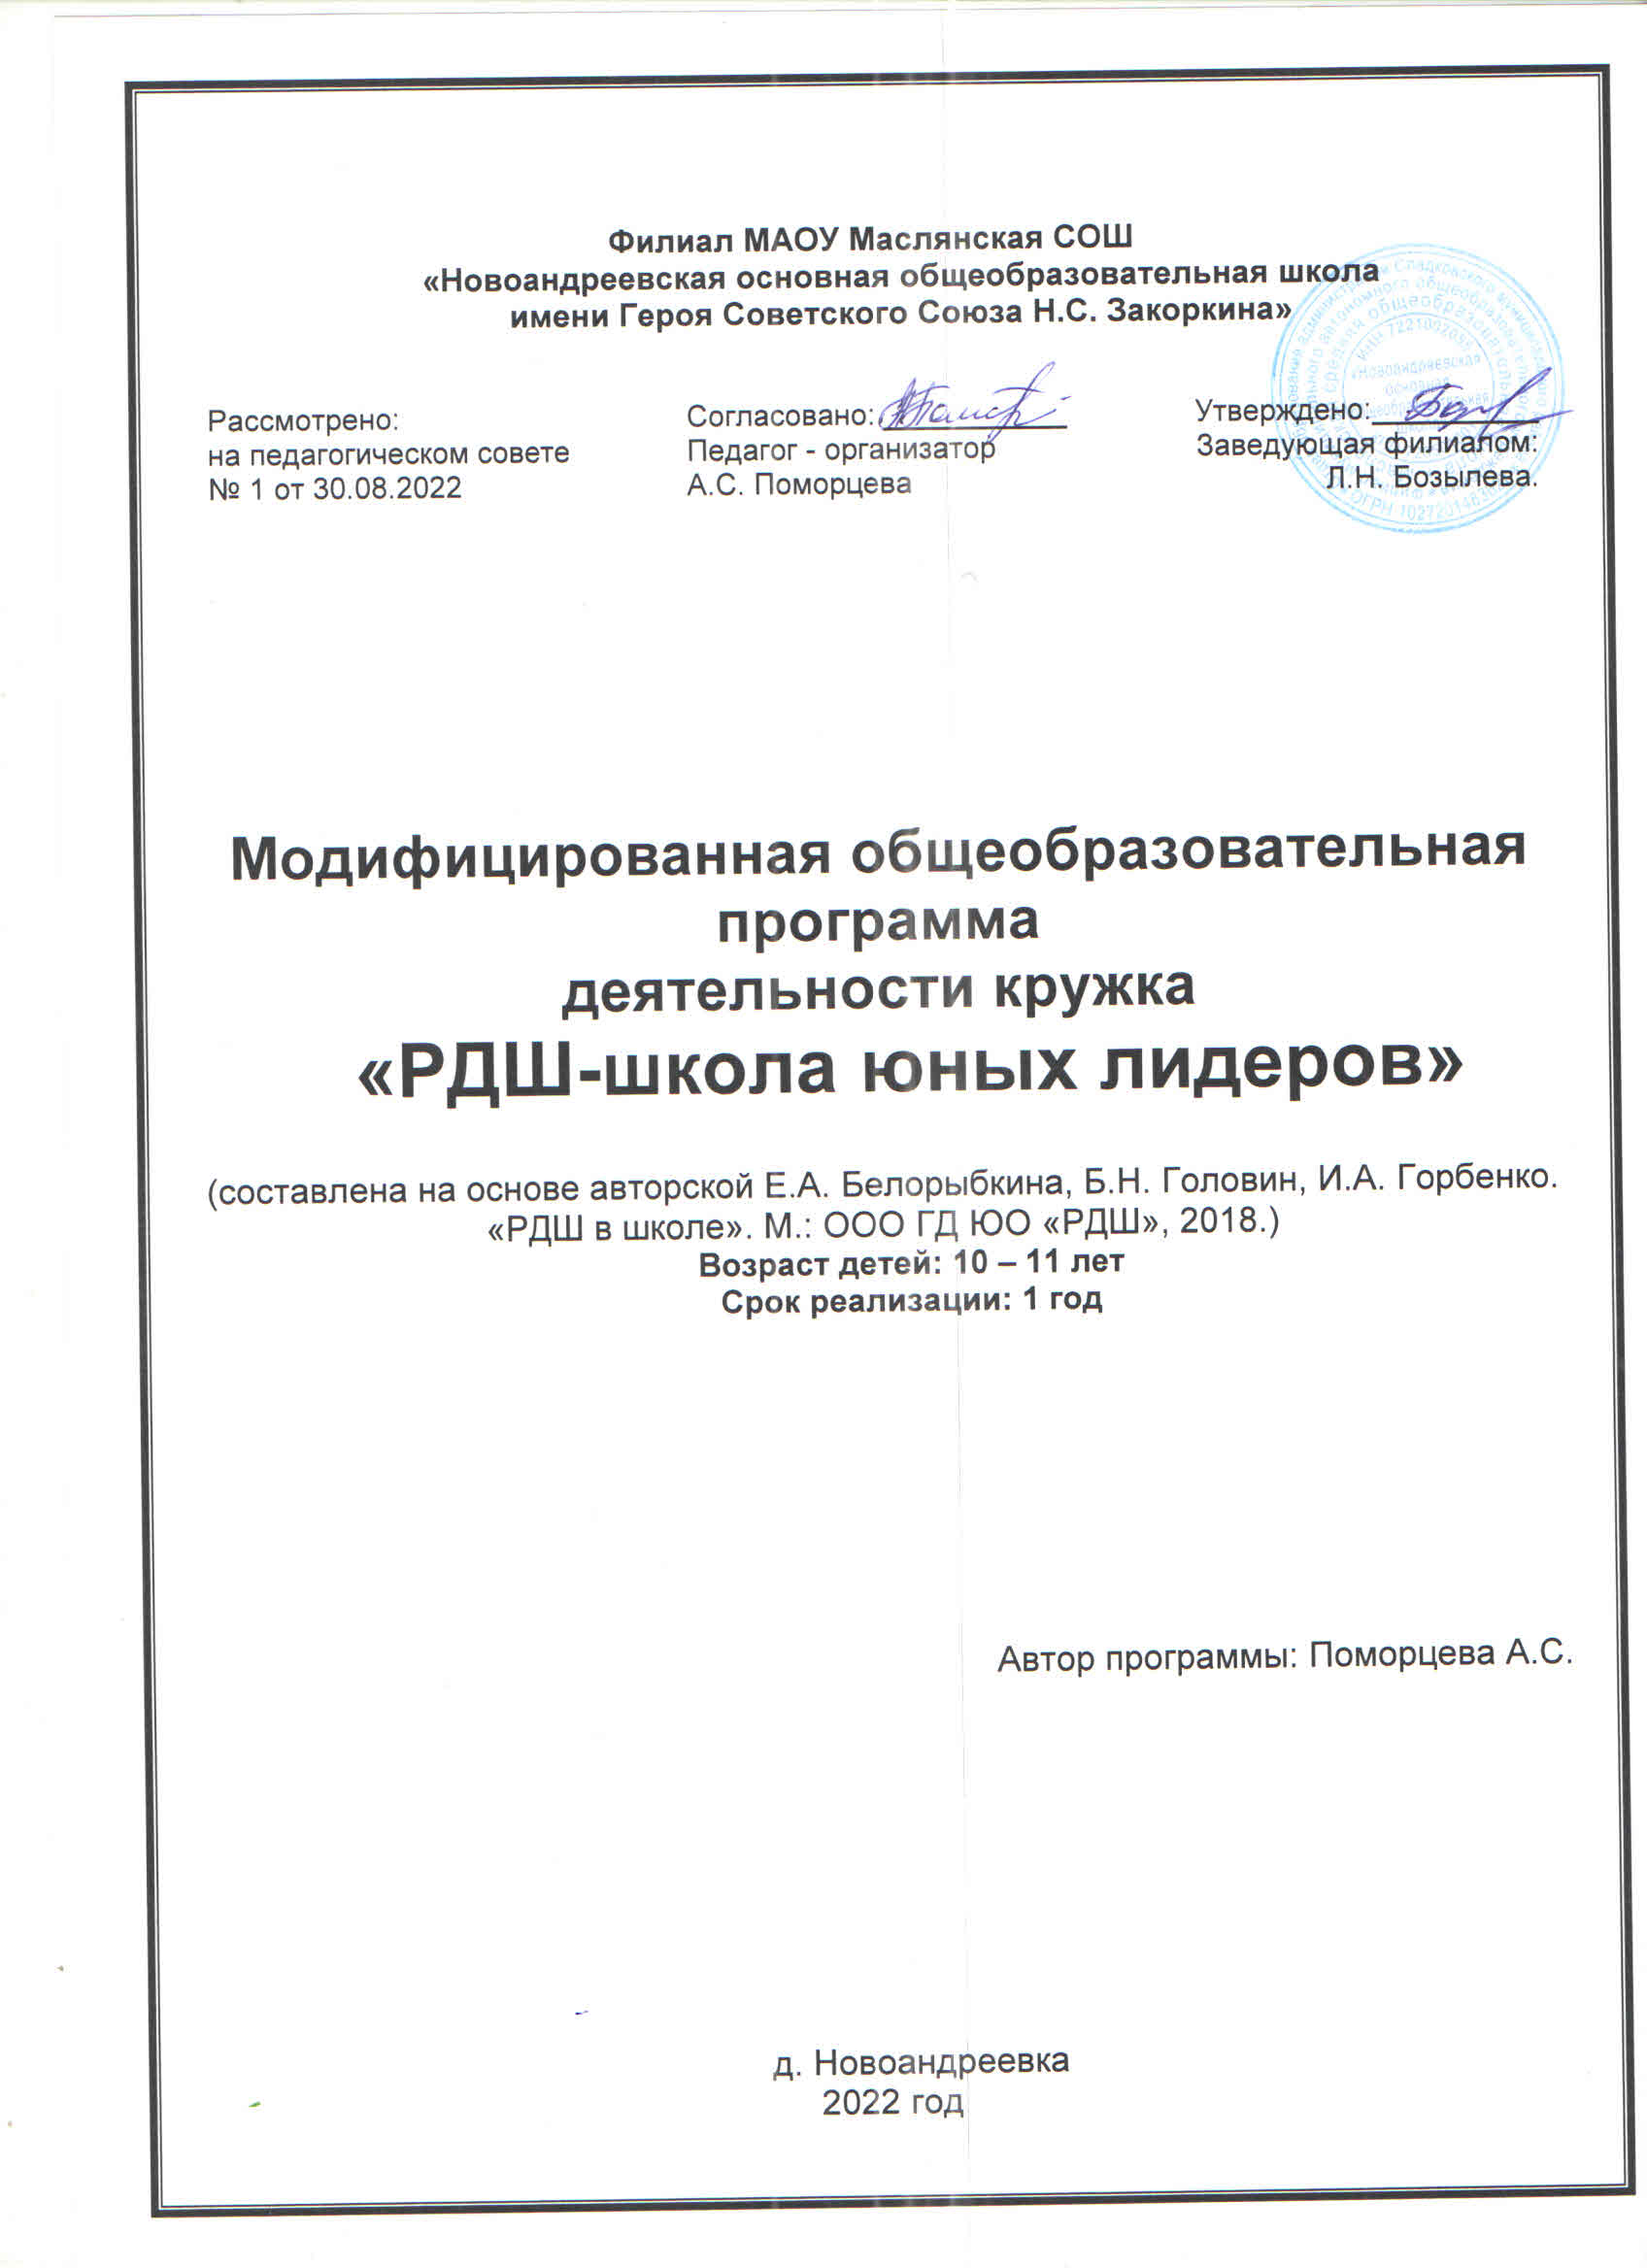 Филиал МАОУ Маслянская СОШ
«Новоандреевская основная общеобразовательная школа
имени Героя Советского Союза Н.С. Закоркина»
Рассмотрено:
на педагогическом совете
№ 1 от 30.08.2022
Согласовано:
Педагог - организатор
А.С. Поморцева
Утверждено:
Заведующая филиалом:
Л.Н. Бозылева.
«Новоандреевская
основная
Модифицированная общеобразовательная
программа
деятельности кружка
«РДШ-школа юных лидеров»
(составлена на основе авторской Е.А. Белорыбкина, Б.Н. Головин, И.А. Горбенко.
«РДШ в школе». М.: ООО ГД ЮО «РДШ», 2018.)
Возраст детей: 10 – 11 лет
Срок реализации: 1 год
Автор программы: Поморцева А.С.
д. Новоандреевка
2022 год